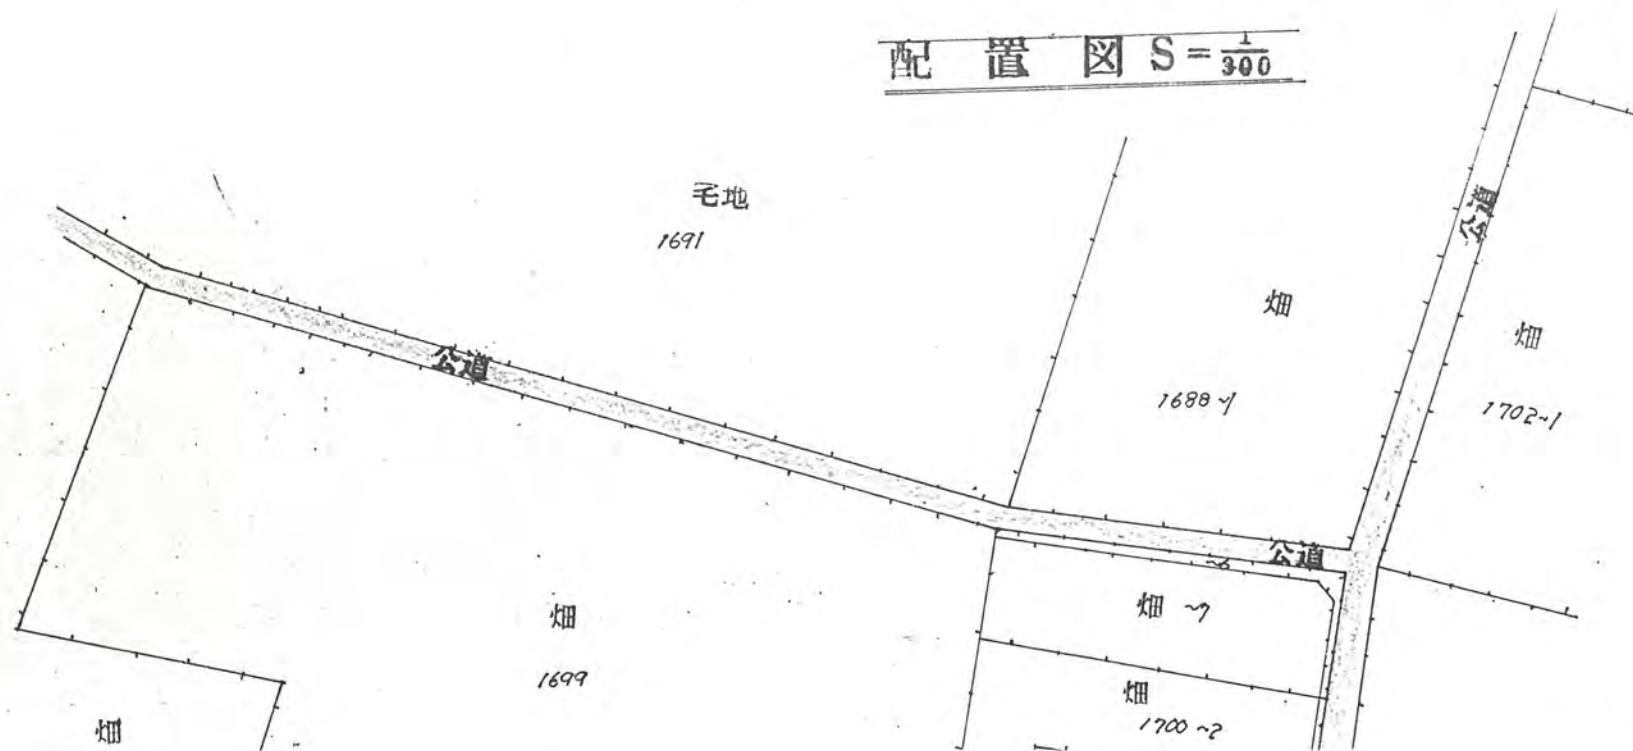 配 置 図 S=1/300
毛地
1691
公道
畑
1688~1
公道
畑
1702~1
公道
畑 ~7
畑
1700~2
畑
1699
畑